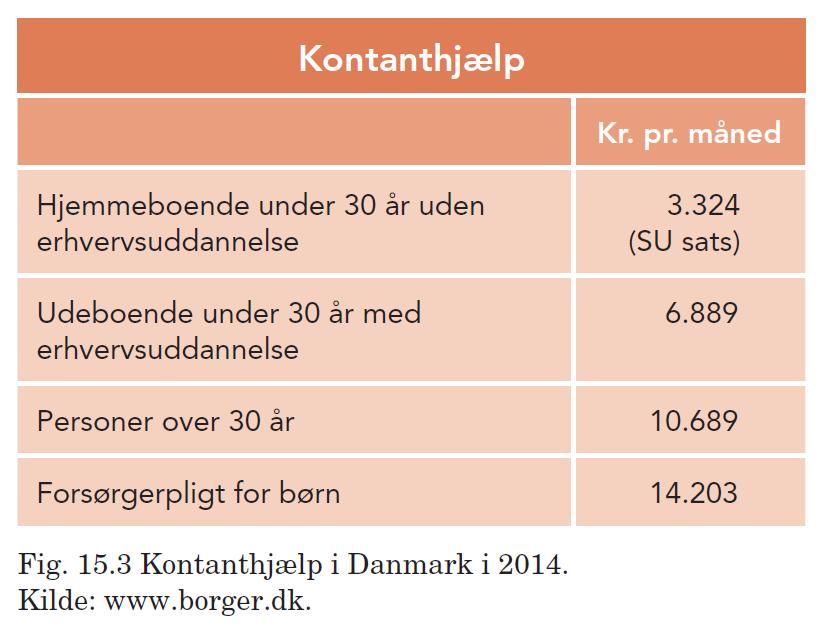 Kontanthjælp
Kr. pr. måned
Hjemmeboende under 30 år uden
erhvervsuddannelse
3.324
(SU sats)
Udeboende under 30 år med
erhvervsuddannelse
6.889
Personer over 30 år
10.689
Forsørgerpligt for børn
14.203
Fig. 15.3 Kontanthjælp i Danmark i 2014.
Kilde: www.borger.dk.